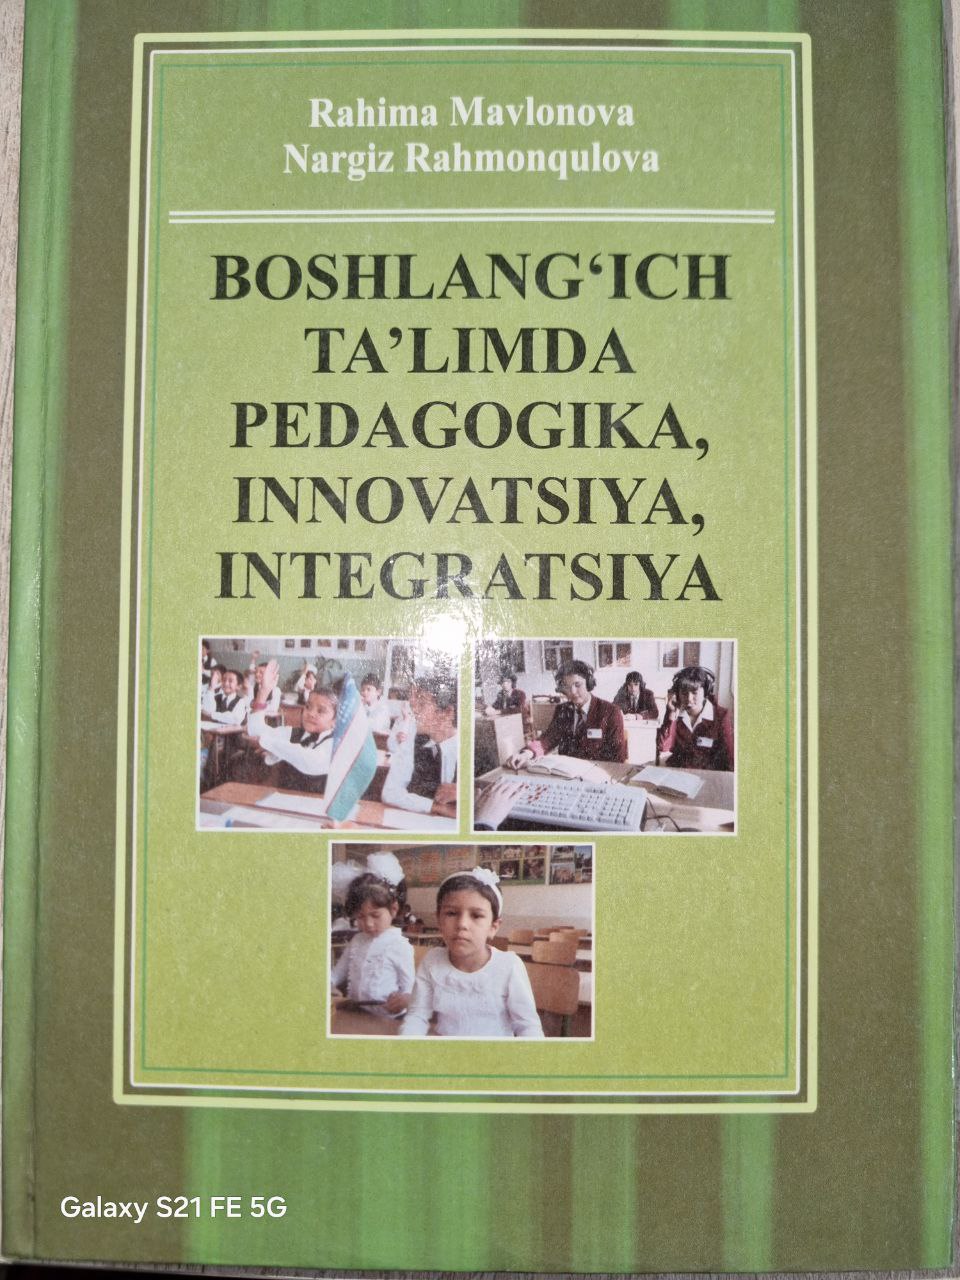 Rahima Mavlonova
Nargiz Rahmonqulova
BOSHLANG‘ICH
TA’LIMDA
PEDAGOGIKA,
INNOVATSIYA,
INTEGRATSIYA
Galaxy S21 FE 5G